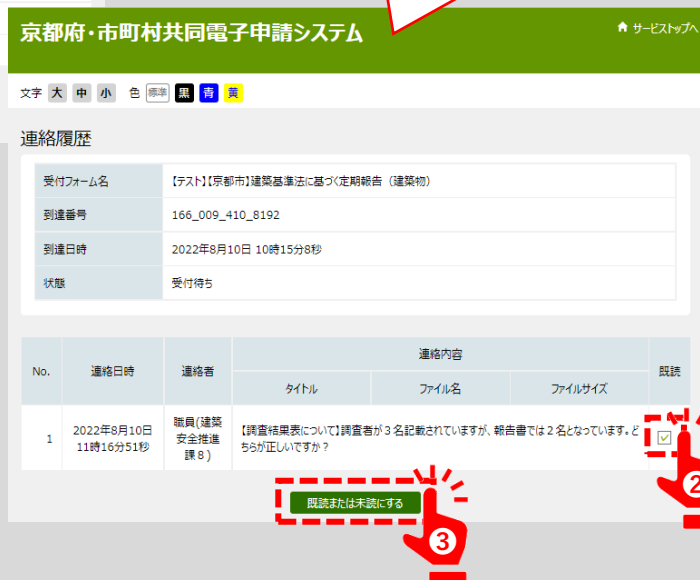 京都府・市町村共同電子申請システム
サービストップへ
文字 大 中 小 色 標準 黒 青 黄
連絡履歴
受付フォーム名 【テスト】【京都市】建築基準法に基づく定期報告（建築物）
到達番号 166_009_410_8192
到達日時 2022年8月10日 10時15分8秒
状態 受付待ち
No. 連絡日時 連絡者 連絡内容 既読
タイトル ファイル名 ファイルサイズ
1 2022年8月10日 11時16分51秒 職員(建築安全推進課８) 【調査結果表について】調査者が３名記載されていますが、報告書では２名となっています。ど
ちらが正しいですか？
②
既読または未読にする
③